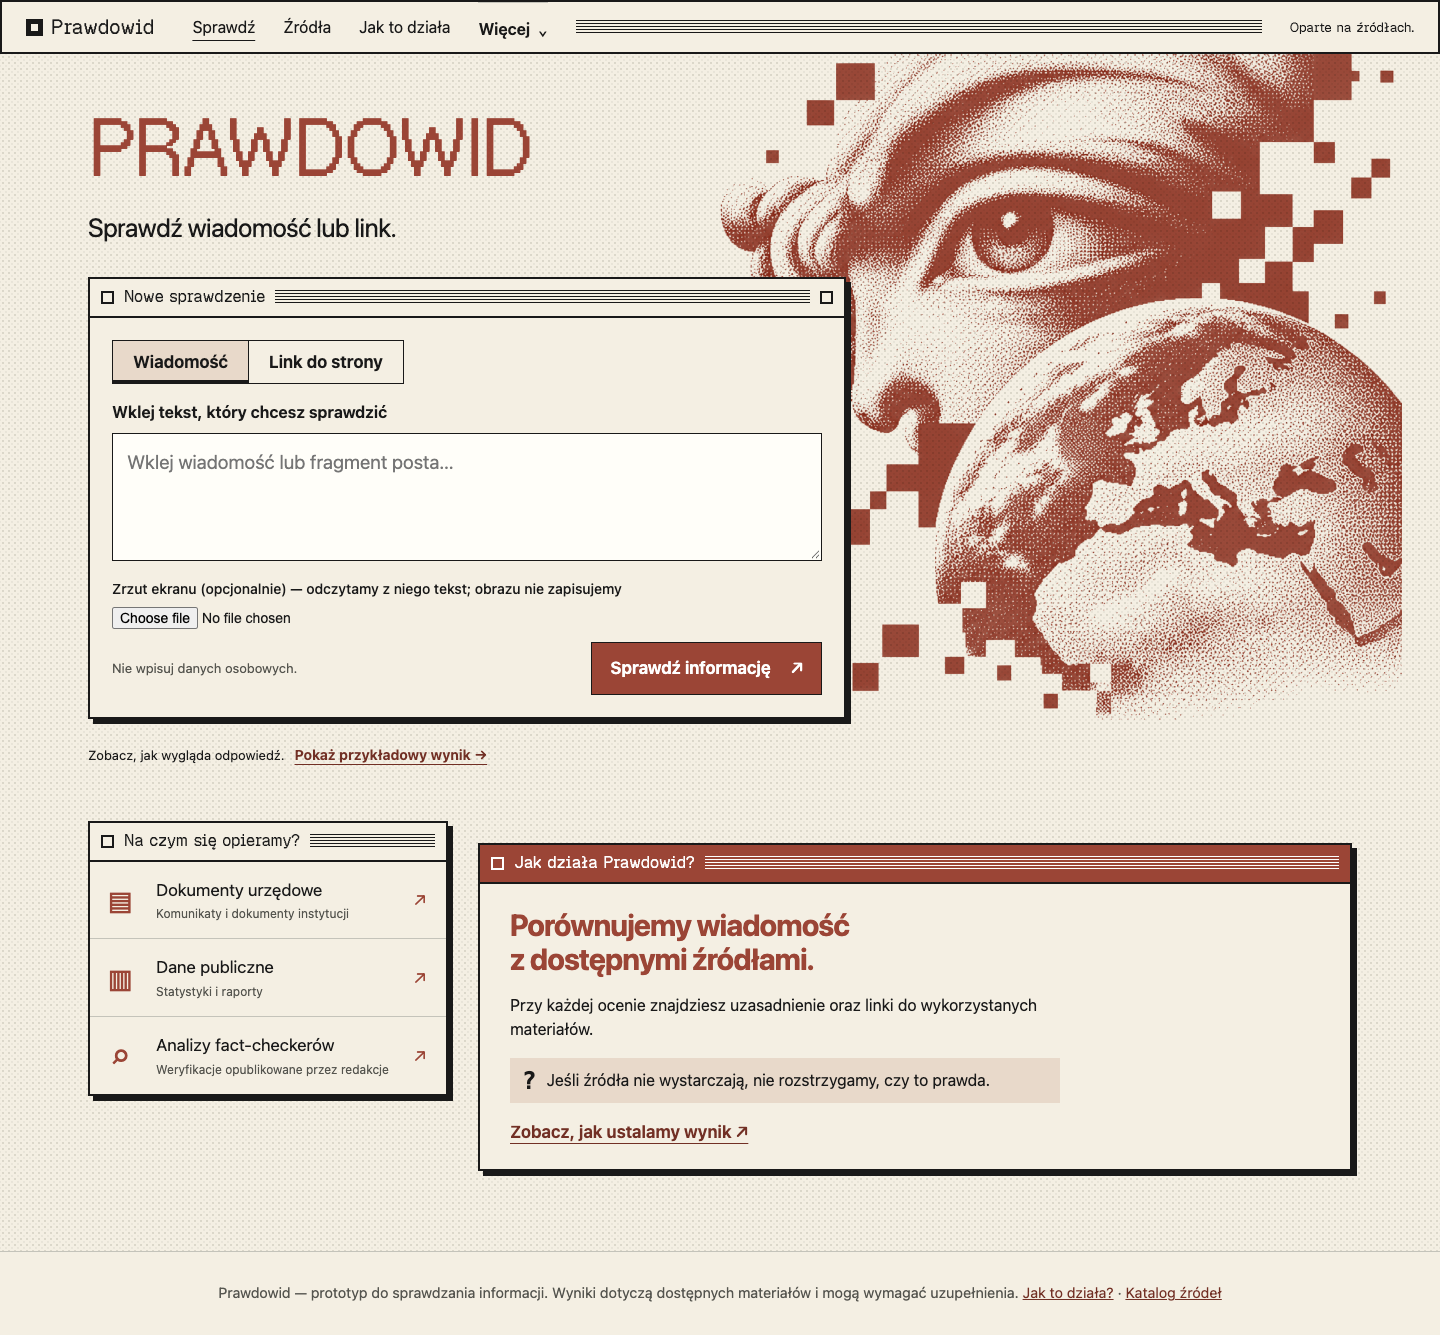 Prawdowid
Sprawdź
Źródła
Jak to działa
Więcej
Oparte na źródłach.
PRAWDOWID
Sprawdź wiadomość lub link.
Nowe sprawdzenie
Wiadomość
Link do strony
Wklej tekst, który chcesz sprawdzić
Wklej wiadomość lub fragment posta…
Zrzut ekranu (opcjonalnie) — odczytamy z niego tekst; obrazu nie zapisujemy
Choose file No file chosen
Nie wpisuj danych osobowych.
Sprawdź informację ↗
Zobacz, jak wygląda odpowiedź. Pokaż przykładowy wynik →
Na czym się opieramy?
Dokumenty urzędowe ↗
Komunikaty i dokumenty instytucji
Dane publiczne ↗
Statystyki i raporty
Analizy fact-checkerów ↗
Weryfikacje opublikowane przez redakcje
Jak działa Prawdowid?
Porównujemy wiadomość
z dostępnymi źródłami.
Przy każdej ocenie znajdziesz uzasadnienie oraz linki do wykorzystanych
materiałów.
? Jeśli źródła nie wystarczają, nie rozstrzygamy, czy to prawda.
Zobacz, jak ustalamy wynik ↗
Prawdowid — prototyp do sprawdzania informacji. Wyniki dotyczą dostępnych materiałów i mogą wymagać uzupełnienia. Jak to działa? · Katalog źródeł